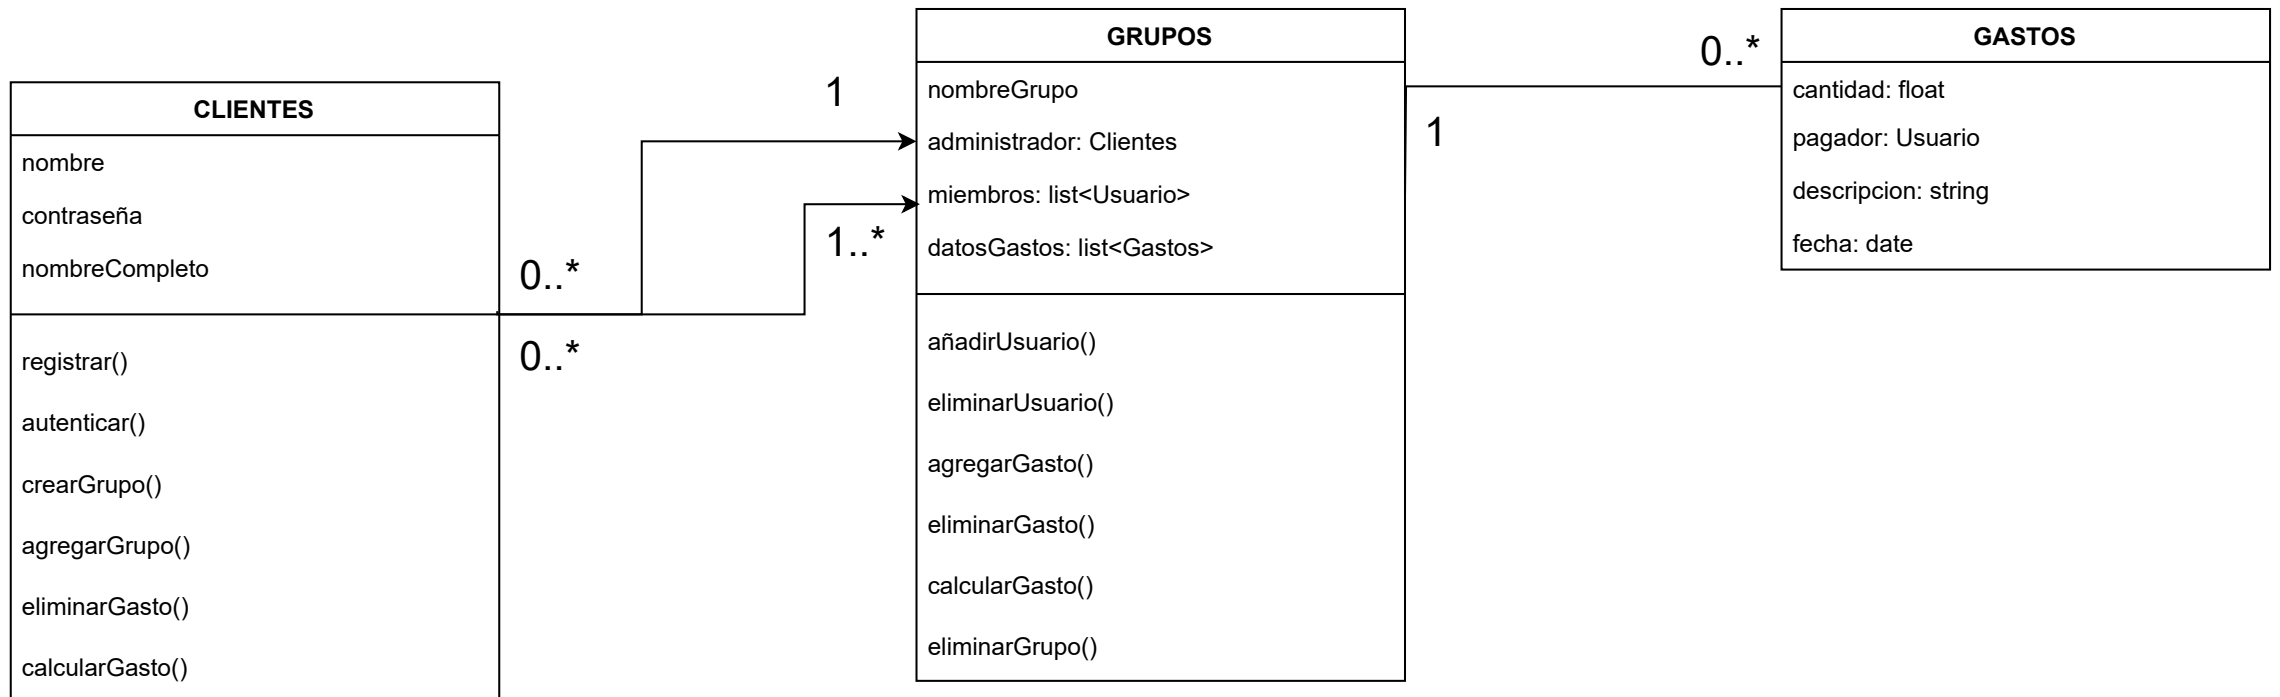 CLIENTES
nombre
contraseña
nombreCompleto
registrar()
autenticar()
crearGrupo()
agregarGrupo()
eliminarGasto()
calcularGasto()
0..*
0..*
1
1..*
GRUPOS
nombreGrupo
administrador: Clientes
miembros: list<Usuario>
datosGastos: list<Gastos>
añadirUsuario()
eliminarUsuario()
agregarGasto()
eliminarGasto()
calcularGasto()
eliminarGrupo()
1
0..*
GASTOS
cantidad: float
pagador: Usuario
descripcion: string
fecha: date